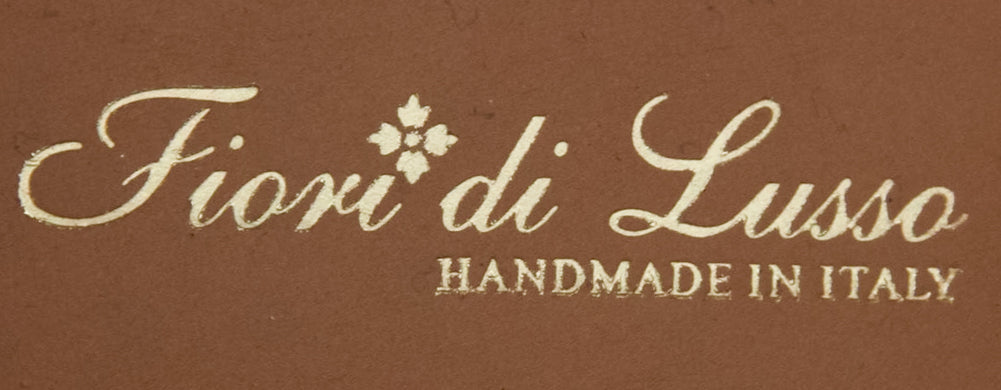 Fiori di Lusso
HANDMADE IN ITALY